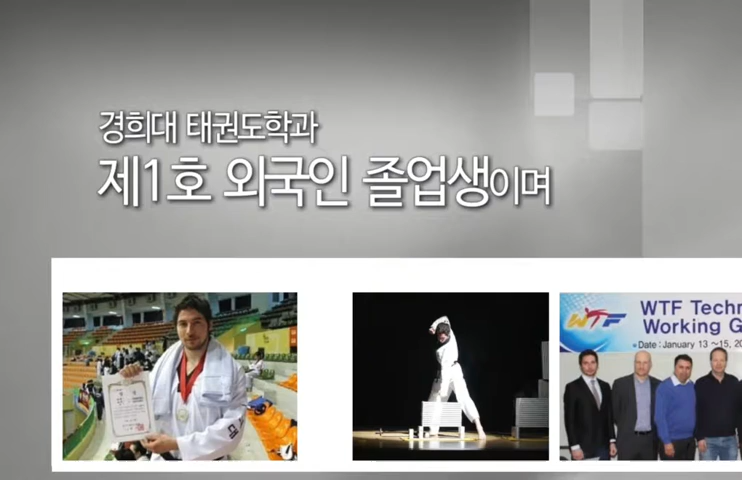 경희대 태권도학과
제1호 외국인 졸업생이며
WTF
WTF Techn
Working G
Date : January 13 ~15, 20